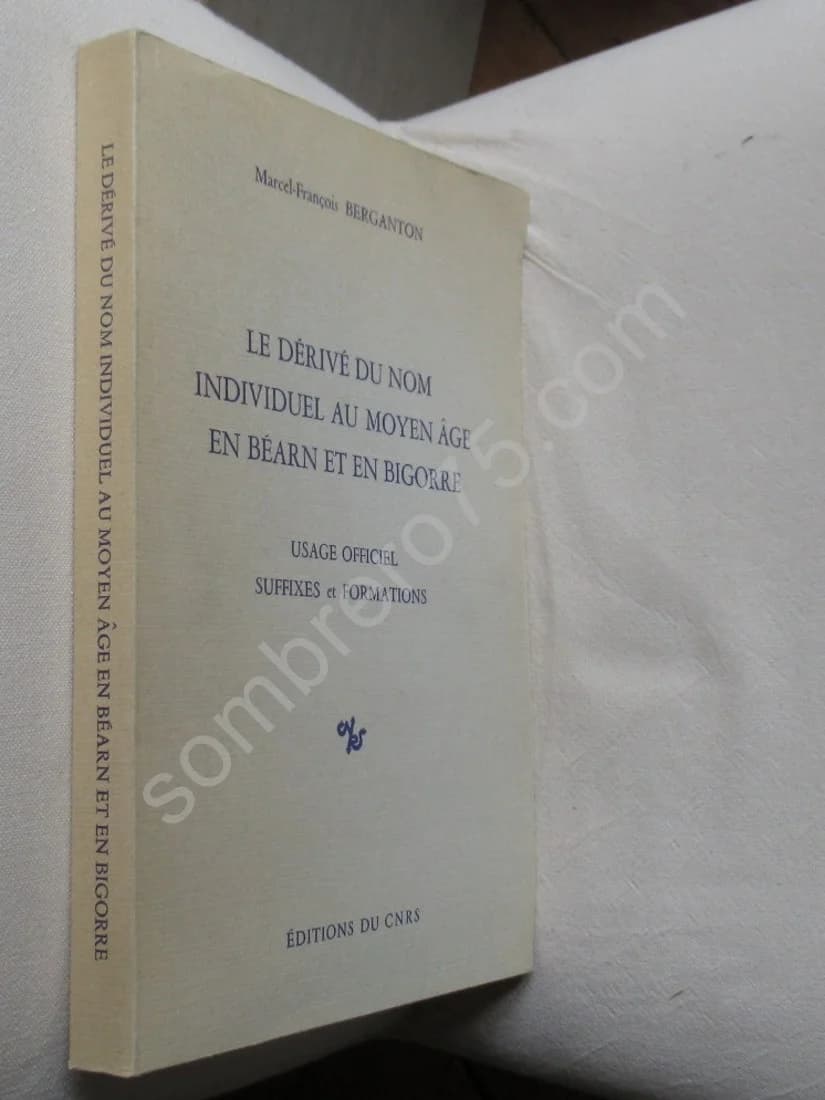 LE DÉRIVÉ DU NOM INDIVIDUEL AU MOYEN ÂGE EN BÉARN ET EN BIGORRE
Marcel-François BERGANTON
LE DÉRIVÉ DU NOM
INDIVIDUEL AU MOYEN ÂGE
EN BÉARN ET EN BIGORRE
USAGE OFFICIEL
SUFFIXES et FORMATIONS
ÉDITIONS DU CNRS
sombrero75.com